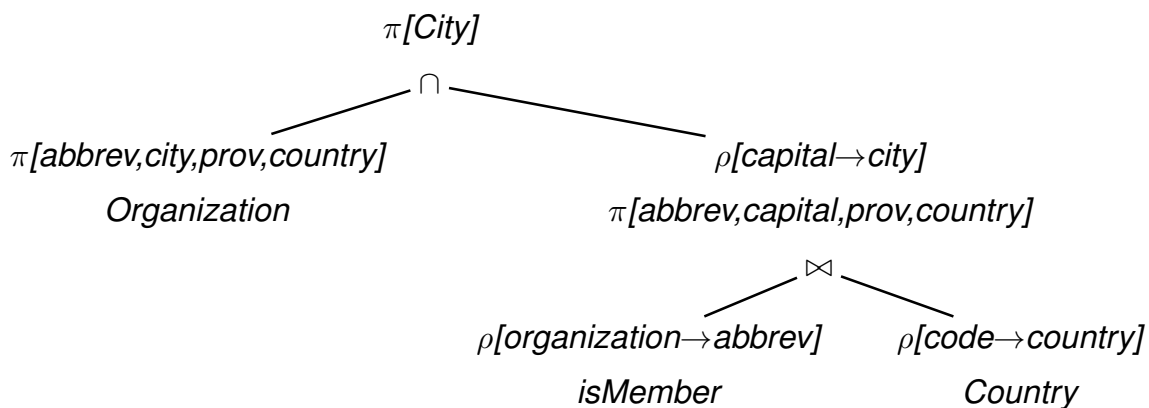 π[City]
∩
π[abbrev,city,prov,country]
ρ[capital→city]
Organization
π[abbrev,capital,prov,country]
⋈
ρ[organization→abbrev]
ρ[code→country]
isMember
Country